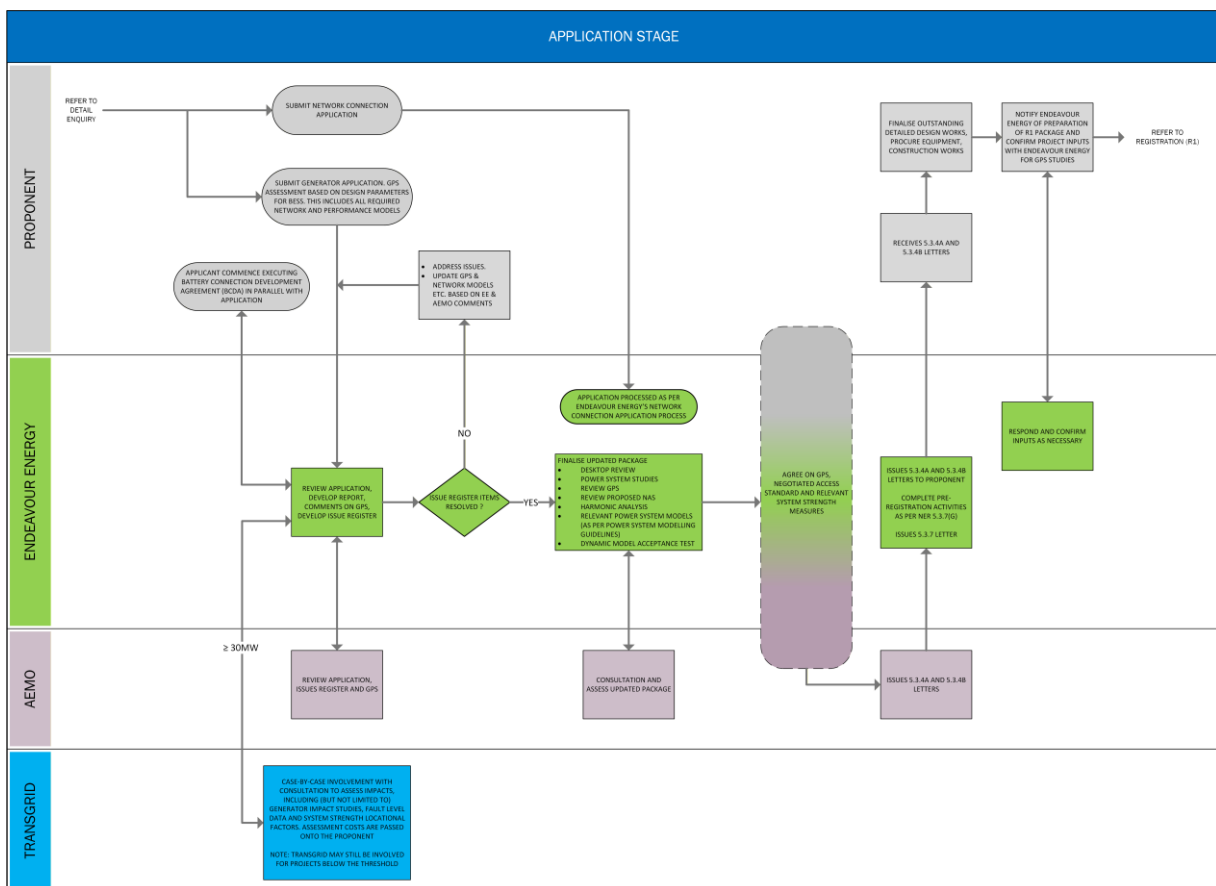 APPLICATION STAGE
PROPONENT
REFER TO
DETAIL
ENQUIRY
SUBMIT NETWORK CONNECTION
APPLICATION
SUBMIT GENERATOR APPLICATION. GPS
ASSESSMENT BASED ON DESIGN PARAMETERS
FOR BESS. THIS INCLUDES ALL REQUIRED
NETWORK AND PERFORMANCE MODELS
APPLICANT COMMENCE EXECUTING
BATTERY CONNECTION DEVELOPMENT
AGREEMENT (BCDA) IN PARALLEL WITH
APPLICATION
• ADDRESS ISSUES.
• UPDATE GPS &
NETWORK MODELS
ETC. BASED ON EE &
AEMO COMMENTS
FINALISE OUTSTANDING
DETAILED DESIGN WORKS,
PROCURE EQUIPMENT,
CONSTRUCTION WORKS
NOTIFY ENDEAVOUR
ENERGY OF PREPARATION
OF R1 PACKAGE AND
CONFIRM PROJECT INPUTS
WITH ENDEAVOUR ENERGY
FOR GPS STUDIES
REFER TO
REGISTRATION (R1)
RECEIVES 5.3.4A AND
5.3.4B LETTERS
ENDEAVOUR ENERGY
APPLICATION PROCESSED AS PER
ENDEAVOUR ENERGY'S NETWORK
CONNECTION APPLICATION PROCESS
NO
REVIEW APPLICATION,
DEVELOP REPORT,
COMMENTS ON GPS,
DEVELOP ISSUE REGISTER
ISSUE REGISTER ITEMS
RESOLVED ?
YES
FINALISE UPDATED PACKAGE
• DESKTOP REVIEW
• POWER SYSTEM STUDIES
• REVIEW GPS
• REVIEW PROPOSED NAS
• HARMONIC ANALYSIS
• RELEVANT POWER SYSTEM MODELS
(AS PER POWER SYSTEM MODELLING
GUIDELINES)
• DYNAMIC MODEL ACCEPTANCE TEST
AGREE ON GPS,
NEGOTIATED ACCESS
STANDARD AND RELEVANT
SYSTEM STRENGTH
MEASURES
ISSUES 5.3.4A AND 5.3.4B
LETTERS TO PROPONENT
COMPLETE PRE-
REGISTRATION ACTIVITIES
AS PER NER 5.3.7(G)
ISSUES 5.3.7 LETTER
RESPOND AND CONFIRM
INPUTS AS NECESSARY
AEMO
≥ 30MW
REVIEW APPLICATION,
ISSUES REGISTER AND GPS
CONSULTATION AND
ASSESS UPDATED PACKAGE
ISSUES 5.3.4A AND 5.3.4B
LETTERS
TRANSGRID
CASE-BY-CASE INVOLVEMENT WITH
CONSULTATION TO ASSESS IMPACTS,
INCLUDING (BUT NOT LIMITED TO)
GENERATOR IMPACT STUDIES, FAULT LEVEL
DATA AND SYSTEM STRENGTH LOCATIONAL
FACTORS. ASSESSMENT COSTS ARE PASSED
ONTO THE PROPONENT
NOTE: TRANSGRID MAY STILL BE INVOLVED
FOR PROJECTS BELOW THE THRESHOLD